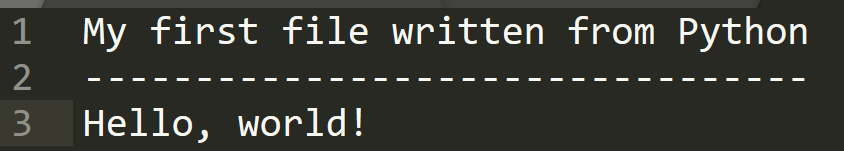 1 My first file written from Python
2 ---------------------------------
3 Hello, world!